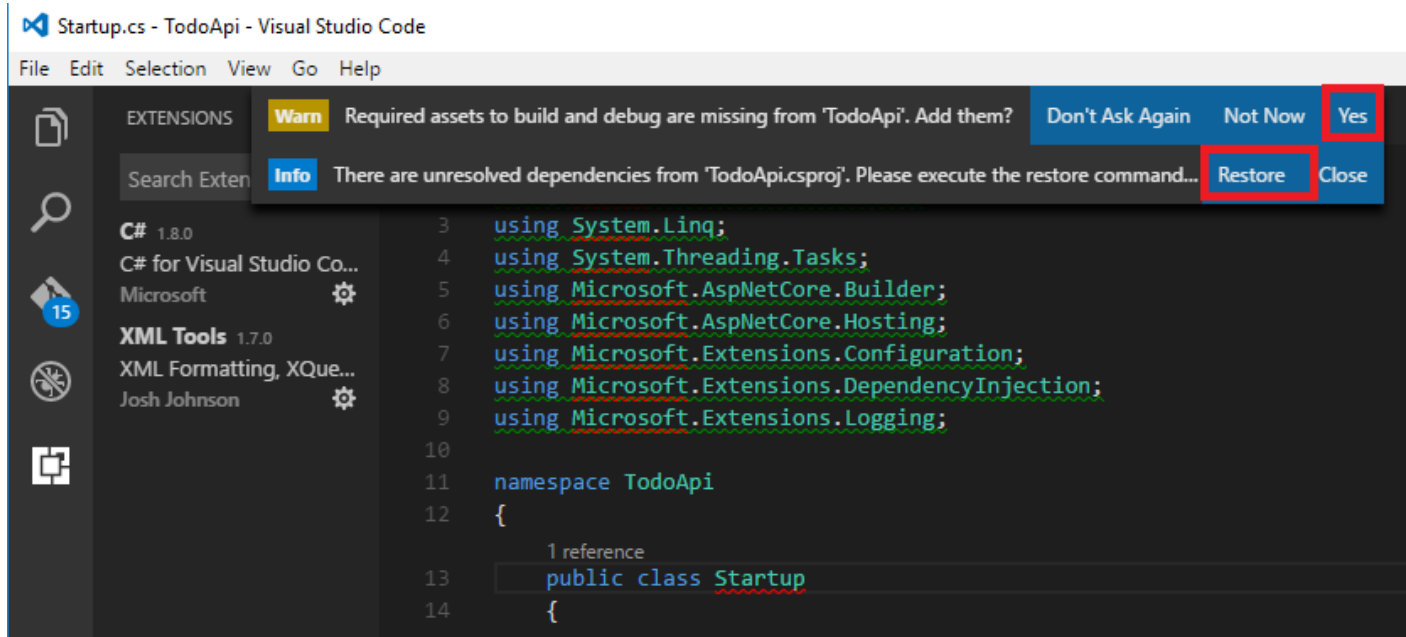 Startup.cs - TodoApi - Visual Studio Code
File Edit Selection View Go Help
EXTENSIONS
Warn Required assets to build and debug are missing from 'TodoApi'. Add them? Don't Ask Again Not Now Yes
Search Exten
Info There are unresolved dependencies from 'TodoApi.csproj'. Please execute the restore command... Restore Close
C# 1.8.0
C# for Visual Studio Co...
Microsoft
15
XML Tools 1.7.0
XML Formatting, XQue...
Josh Johnson
3 using System.Linq;
4 using System.Threading.Tasks;
5 using Microsoft.AspNetCore.Builder;
6 using Microsoft.AspNetCore.Hosting;
7 using Microsoft.Extensions.Configuration;
8 using Microsoft.Extensions.DependencyInjection;
9 using Microsoft.Extensions.Logging;
10
11 namespace TodoApi
12 {
1 reference
13 public class Startup
14 {